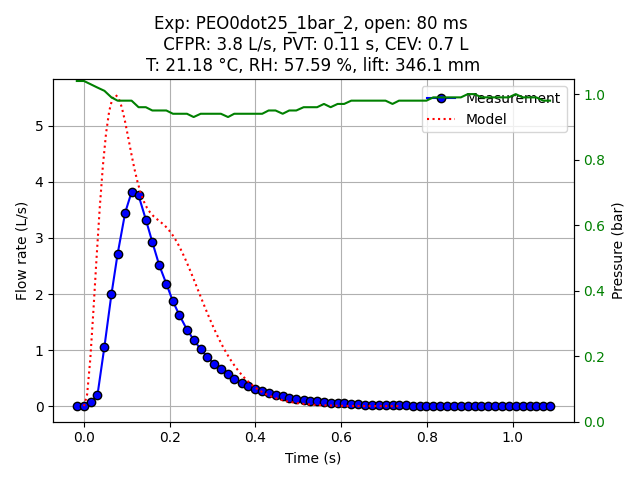 Exp: PEO0dot25_1bar_2, open: 80 ms
CFPR: 3.8 L/s, PVT: 0.11 s, CEV: 0.7 L
T: 21.18 °C, RH: 57.59 %, lift: 346.1 mm
Measurement
Model
Flow rate (L/s)
5
4
3
2
1
0
Pressure (bar)
1.0
0.8
0.6
0.4
0.2
0.0
0.0 0.2 0.4 0.6 0.8 1.0
Time (s)